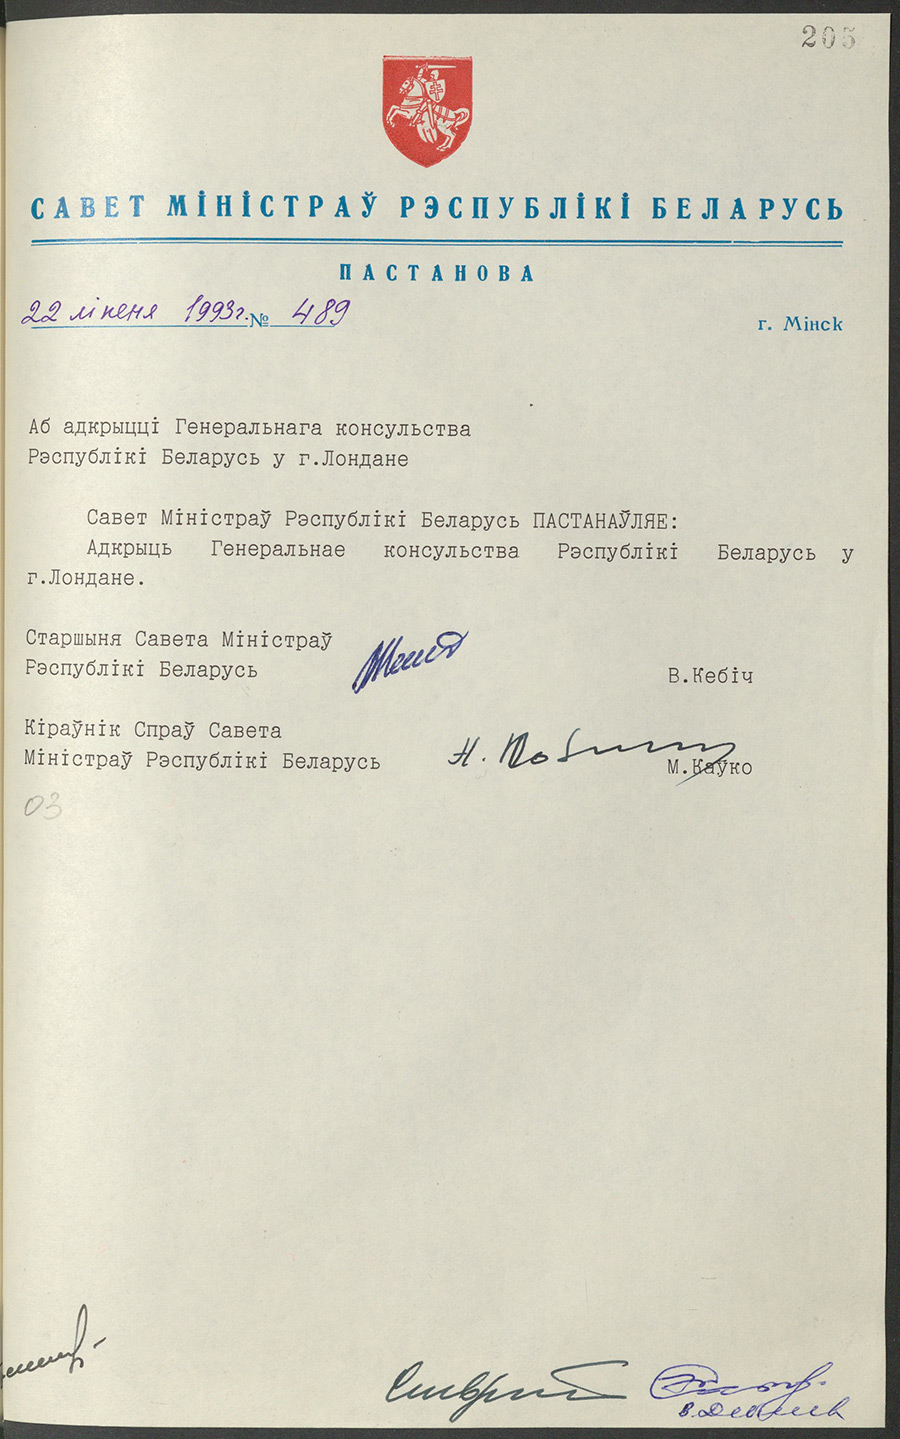 205
САВЕТ МІНІСТРАЎ РЭСПУБЛІКІ БЕЛАРУСЬ
ПАСТАНОВА
22 ліпеня 1993г. № 489
г. Мінск
Аб адкрыцці Генеральнага консульства
Рэспублікі Беларусь у г.Лондане
Савет Міністраў Рэспублікі Беларусь ПАСТАНАЎЛЯЕ:
Адкрыць Генеральнае консульства Рэспублікі Беларусь у
г.Лондане.
Старшыня Савета Міністраў
Рэспублікі Беларусь
В.Кебіч
Кіраўнік Спраў Савета
Міністраў Рэспублікі Беларусь
М.Каўко
03